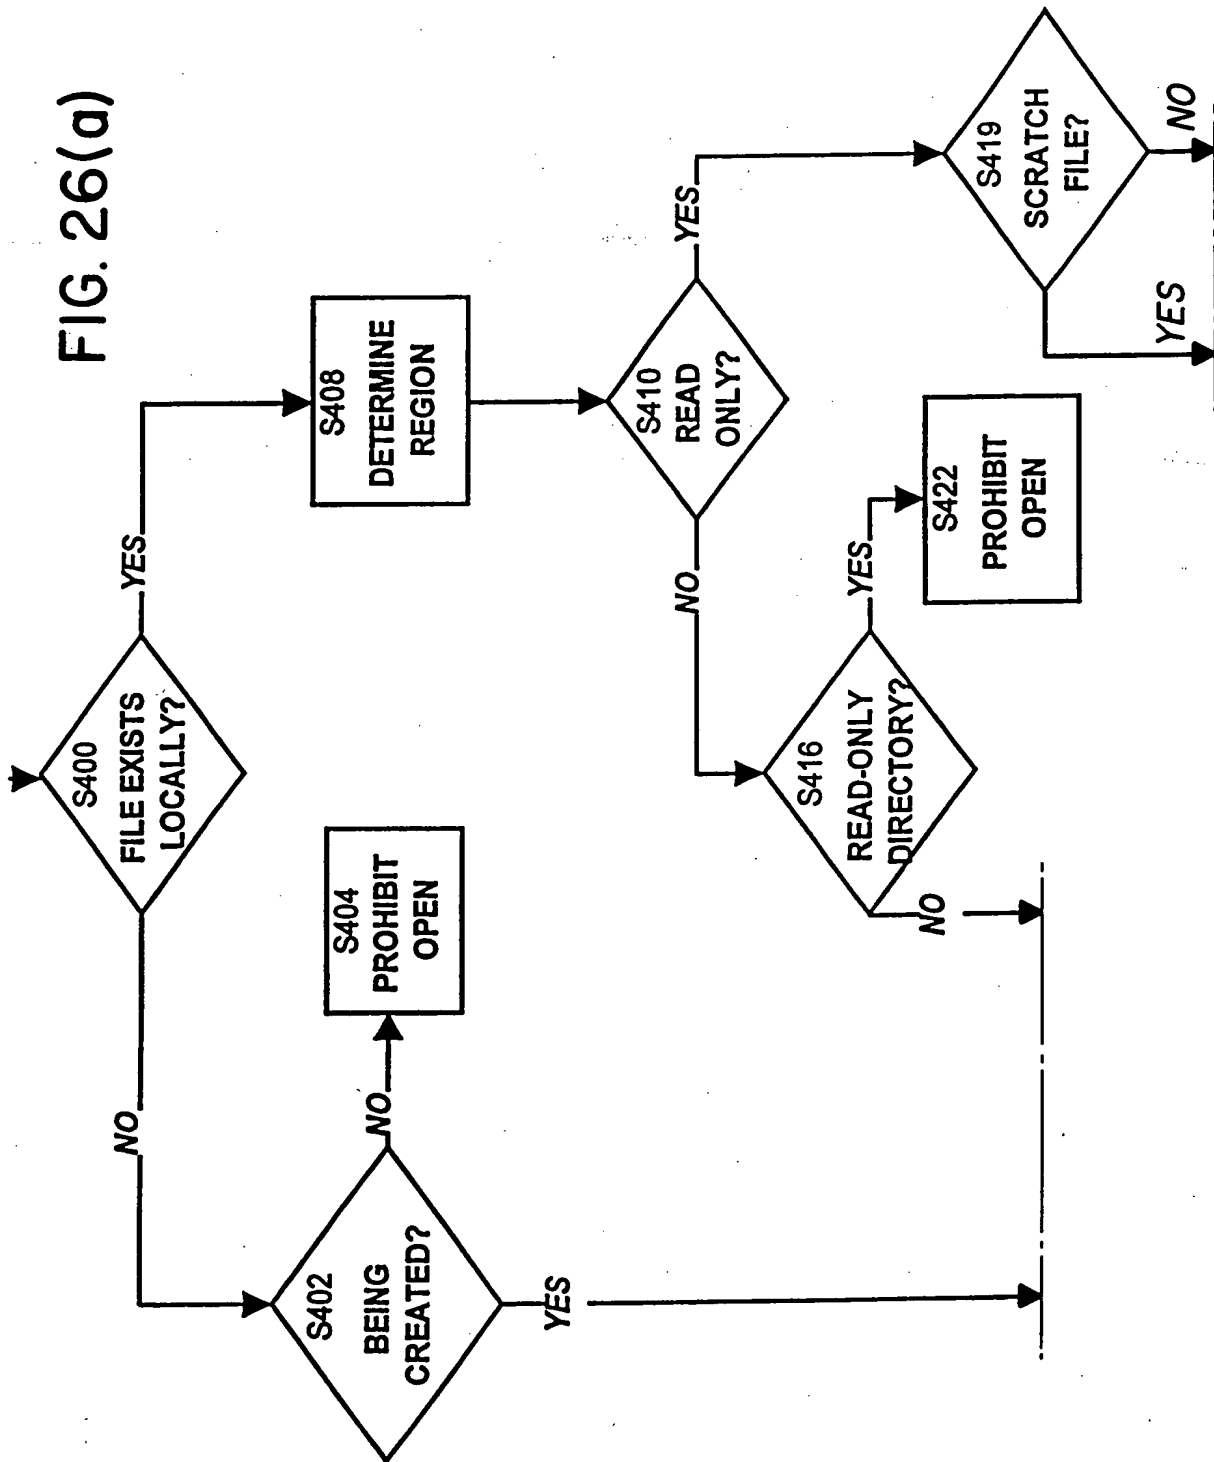 FIG. 26(a)
S400
FILE EXISTS
LOCALLY?
NO
YES
S402
BEING
CREATED?
NO
YES
S404
PROHIBIT
OPEN
S408
DETERMINE
REGION
S410
READ
ONLY?
NO
YES
S416
READ-ONLY
DIRECTORY?
NO
YES
S422
PROHIBIT
OPEN
S419
SCRATCH
FILE?
YES
NO